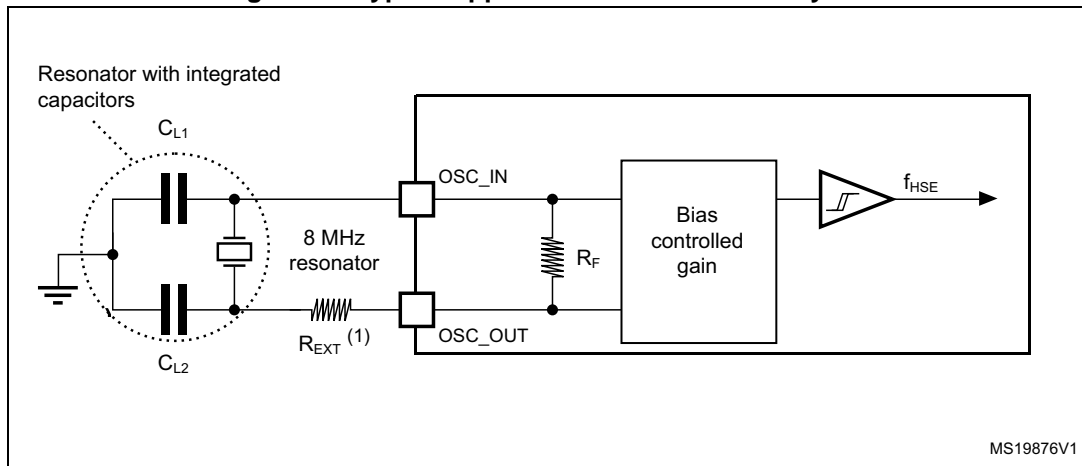 Resonator with integrated
capacitors
CL1
OSC_IN
fHSE
8 MHz
resonator
RF
Bias
controlled
gain
REXT (1)
OSC_OUT
CL2
MS19876V1